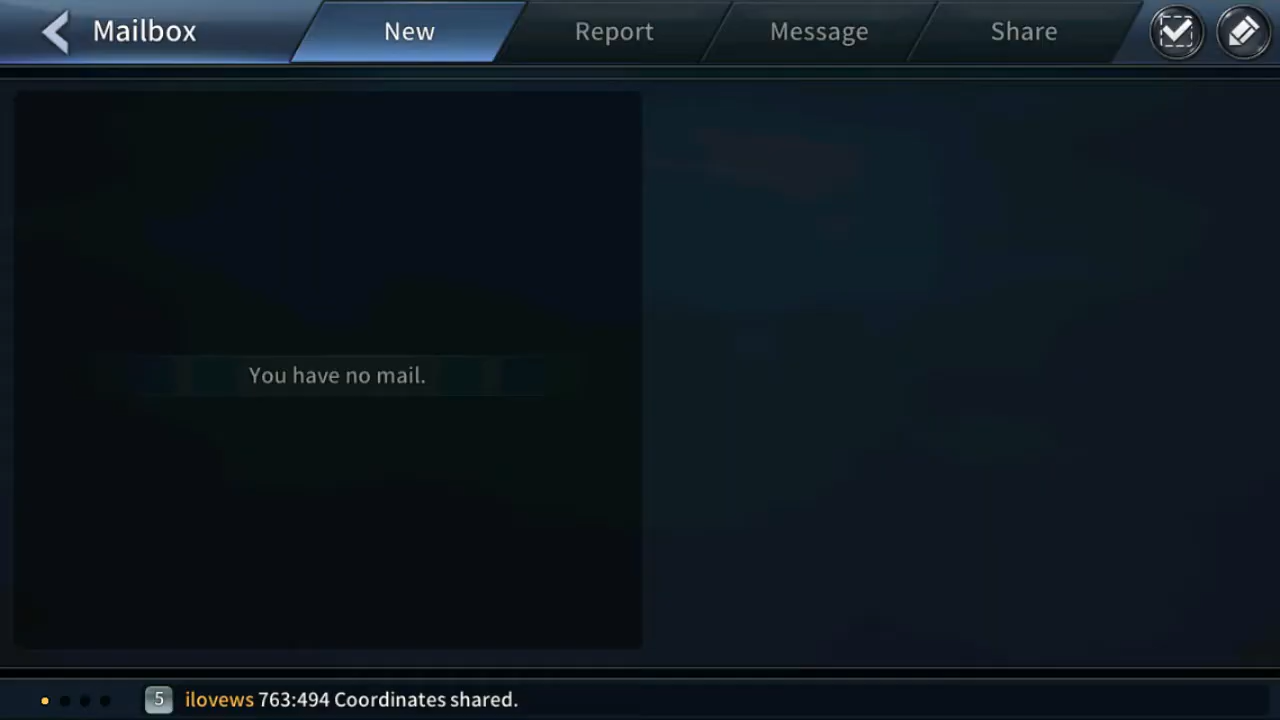 Mailbox
New
Report
Message
Share
You have no mail.
5 ilovews 763:494 Coordinates shared.